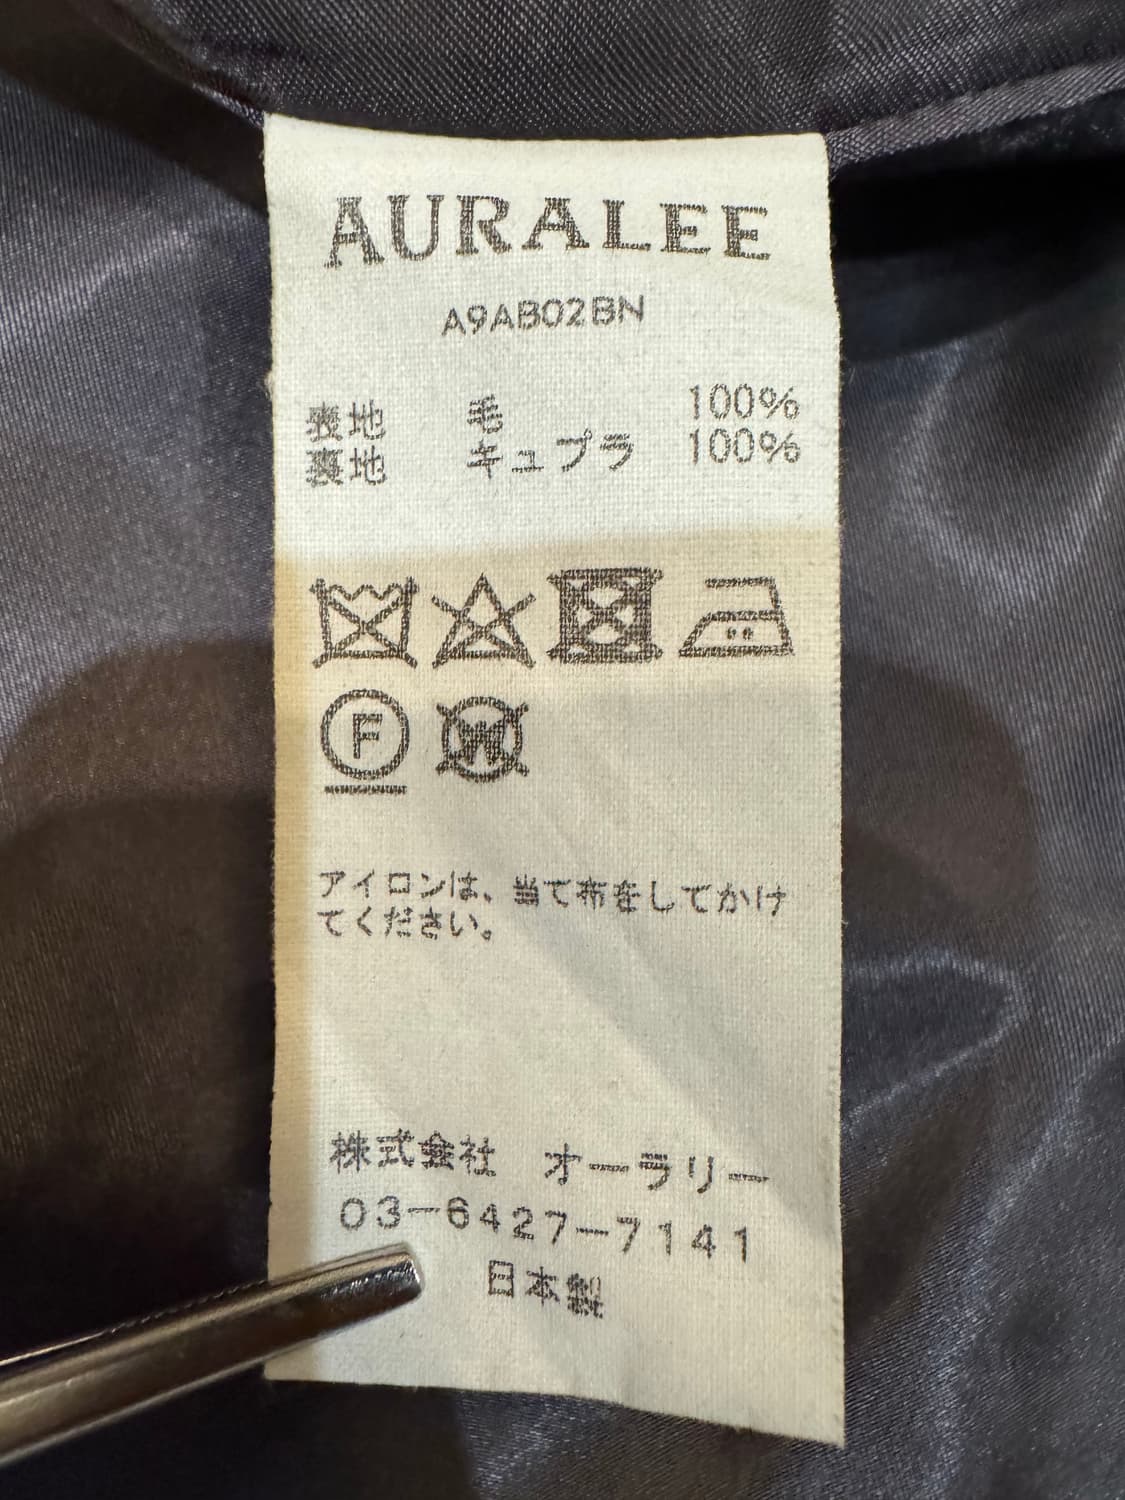 AURALEE
A9AB02BN
表地 毛 100%
裏地 キュプラ 100%
F W
アイロンは、当て布をしてかけ
てください。
株式会社 オーラリー
03-6427-7141
日本製